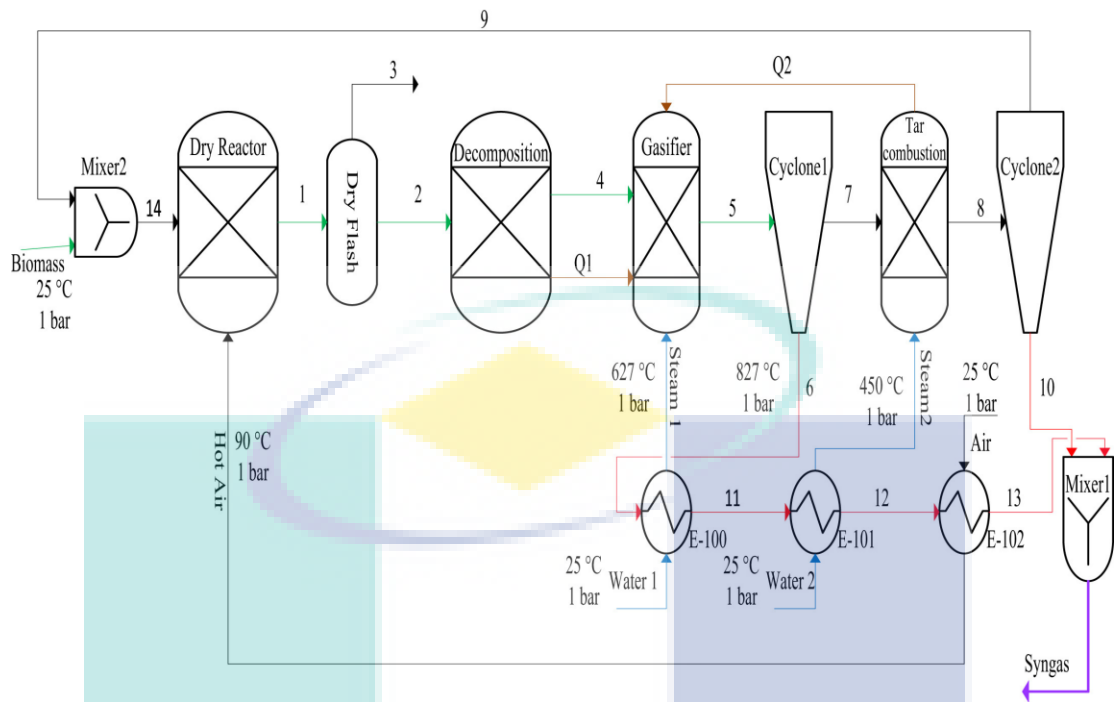 9
3
Q2
Dry Reactor
Mixer2
Decomposition
Gasifier
Cyclone1
Tar
combustion
Cyclone2
14
1
Dry Flash
2
4
5
7
8
Q1
Biomass
25 °C
1 bar
Hot Air
90 °C
1 bar
Steam 1
627 °C
1 bar
827 °C
1 bar
6
Steam2
450 °C
1 bar
25 °C
1 bar
Air
10
Mixer1
11
12
13
E-100
E-101
E-102
25 °C
1 bar
Water 1
25 °C
1 bar
Water 2
Syngas